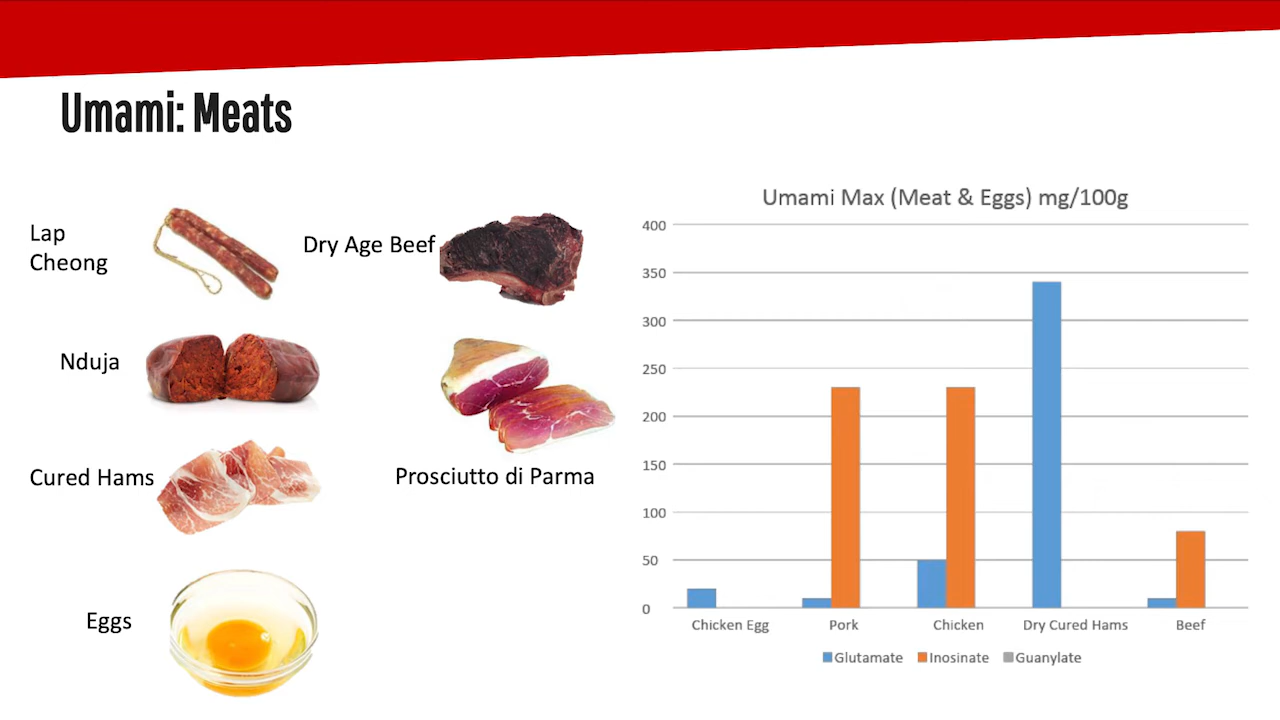 Umami: Meats
Lap
Cheong
Dry Age Beef
Nduja
Cured Hams
Prosciutto di Parma
Eggs
Umami Max (Meat & Eggs) mg/100g
400
350
300
250
200
150
100
50
0
Chicken Egg
Pork
Chicken
Dry Cured Hams
Beef
Glutamate
Inosinate
Guanylate